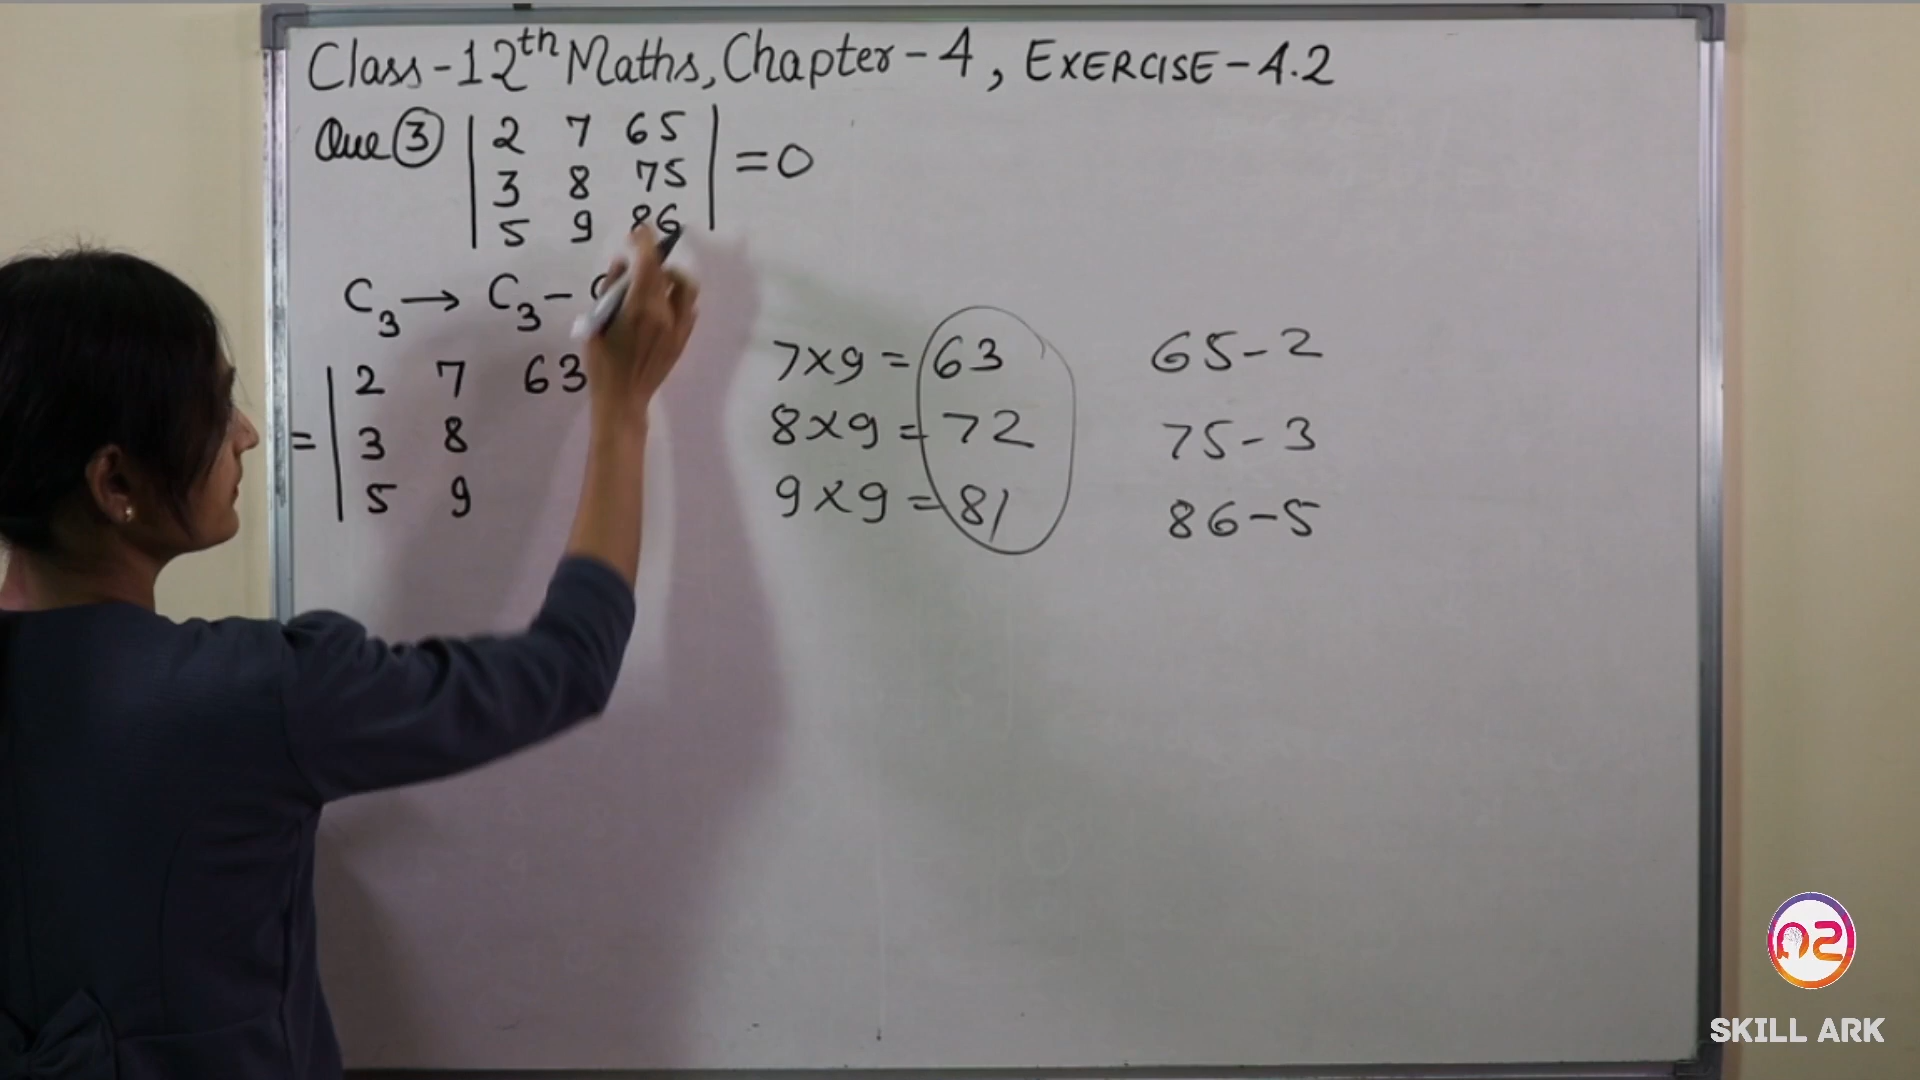 Class-12th Maths, Chapter-4, EXERCISE-4.2
Que 3 | 2 7 65 | = 0
3 8 75
5 9 86
C3 → C3 -
= | 2 7 63
3 8
5 9
7×9 = 63
8×9 = 72
9×9 = 81
65-2
75-3
86-5
SKILL ARK